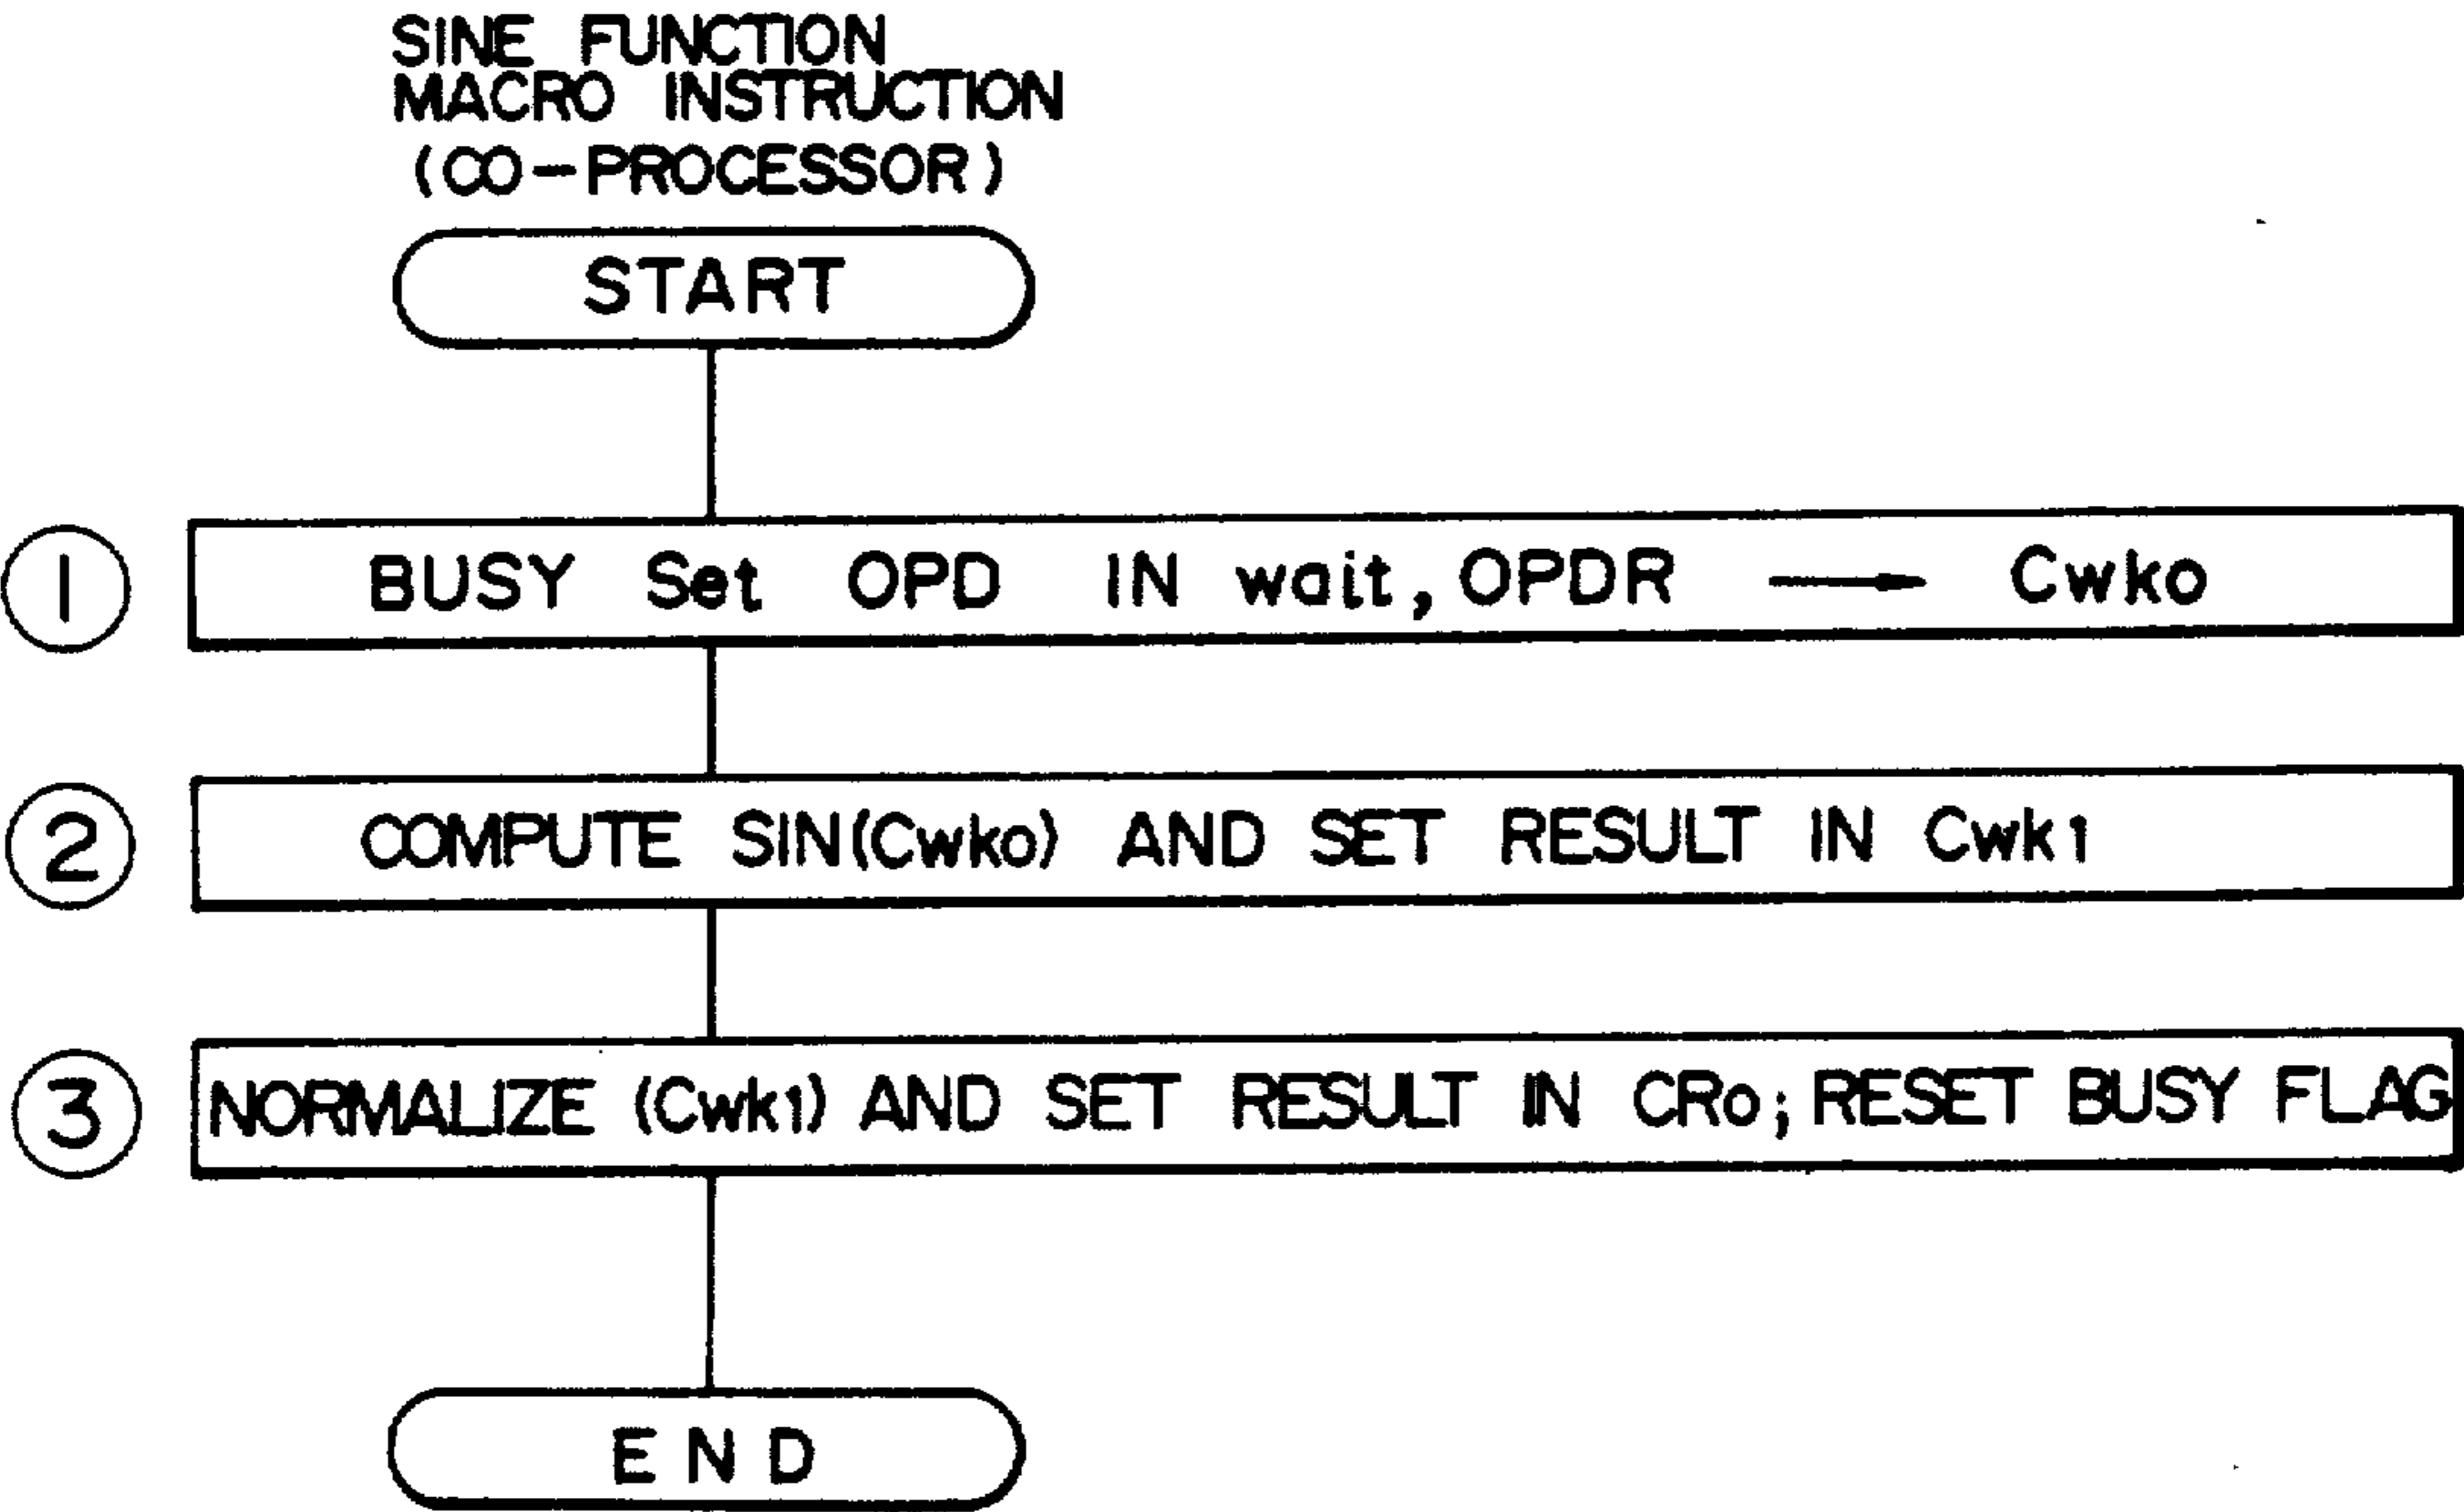 SINE FUNCTION
MACRO INSTRUCTION
(CO-PROCESSOR)
START
1 BUSY Set OPD IN wait, OPDR → Cwko
2 COMPUTE SIN(Cwko) AND SET RESULT IN Cwk1
3 NORMALIZE (Cwk1) AND SET RESULT IN CRo; RESET BUSY FLAG
END